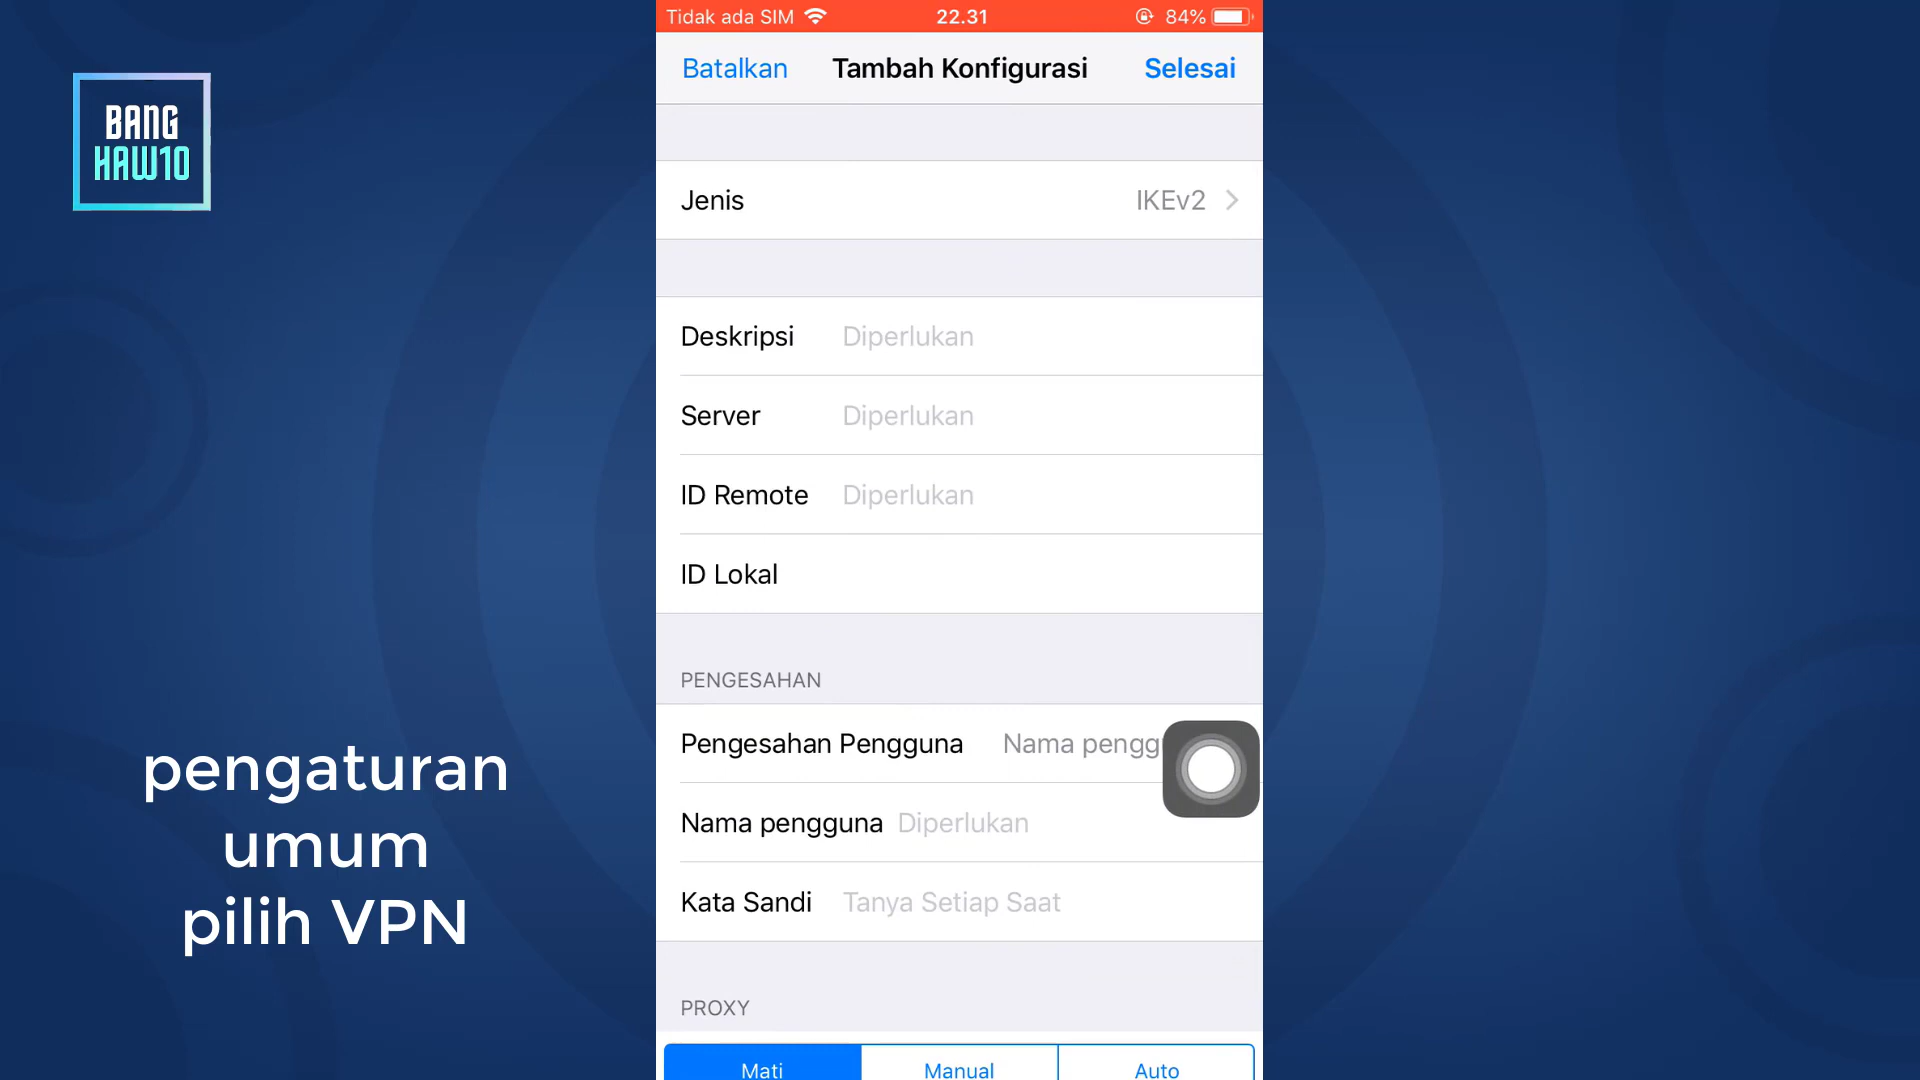 Tidak ada SIM 22.31 84%
BANG
HAW10
Batalkan Tambah Konfigurasi Selesai
Jenis IKEv2
Deskripsi Diperlukan
Server Diperlukan
ID Remote Diperlukan
ID Lokal
PENGESAHAN
Pengesahan Pengguna Nama pengg
Nama pengguna Diperlukan
Kata Sandi Tanya Setiap Saat
PROXY
Mati Manual Auto
pengaturan
umum
pilih VPN